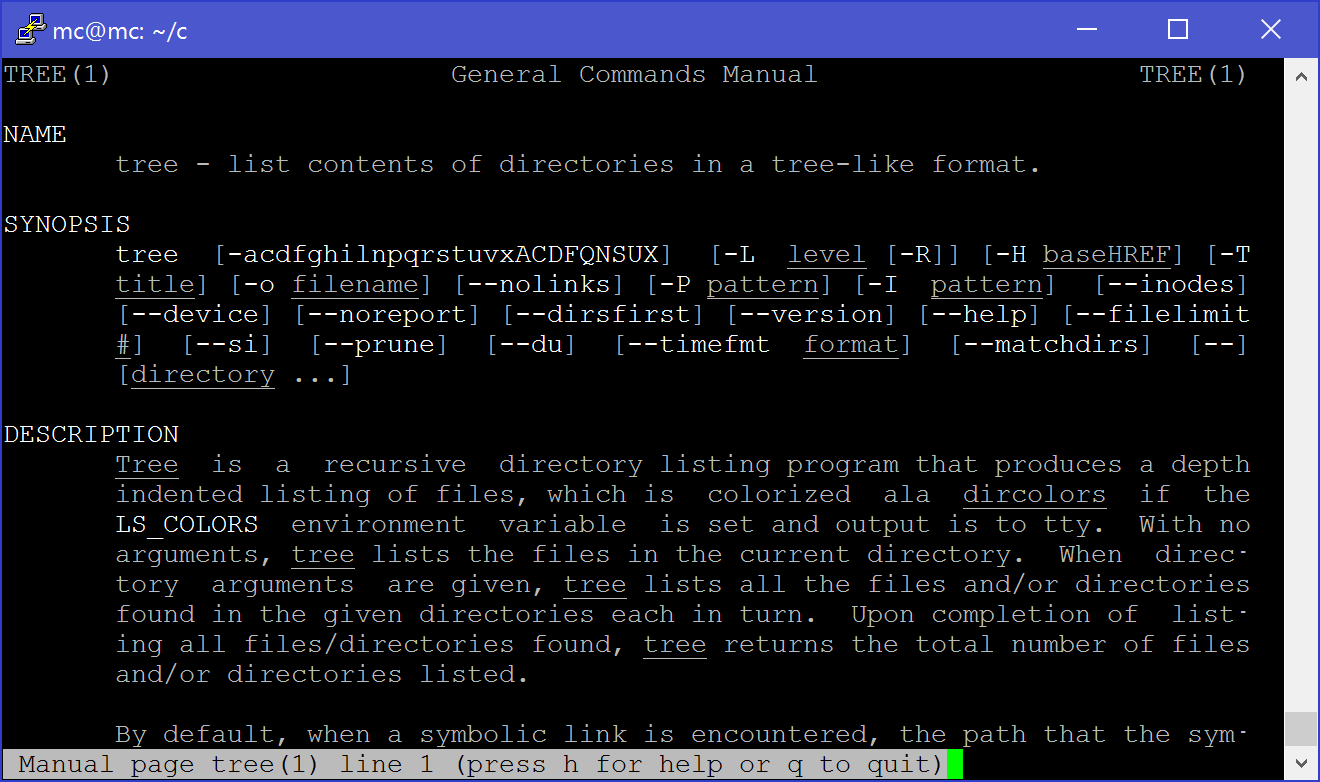 mc@mc: ~/c
TREE(1) General Commands Manual TREE(1)
NAME
tree - list contents of directories in a tree-like format.
SYNOPSIS
tree [-acdfghilnpqrstuvxACDFQNSUX] [-L level [-R]] [-H baseHREF] [-T
title] [-o filename] [--nolinks] [-P pattern] [-I pattern] [--inodes]
[--device] [--noreport] [--dirsfirst] [--version] [--help] [--filelimit
#] [--si] [--prune] [--du] [--timefmt format] [--matchdirs] [--]
[directory ...]
DESCRIPTION
Tree is a recursive directory listing program that produces a depth
indented listing of files, which is colorized ala dircolors if the
LS_COLORS environment variable is set and output is to tty. With no
arguments, tree lists the files in the current directory. When direc-
tory arguments are given, tree lists all the files and/or directories
found in the given directories each in turn. Upon completion of list-
ing all files/directories found, tree returns the total number of files
and/or directories listed.
By default, when a symbolic link is encountered, the path that the sym-
Manual page tree(1) line 1 (press h for help or q to quit)